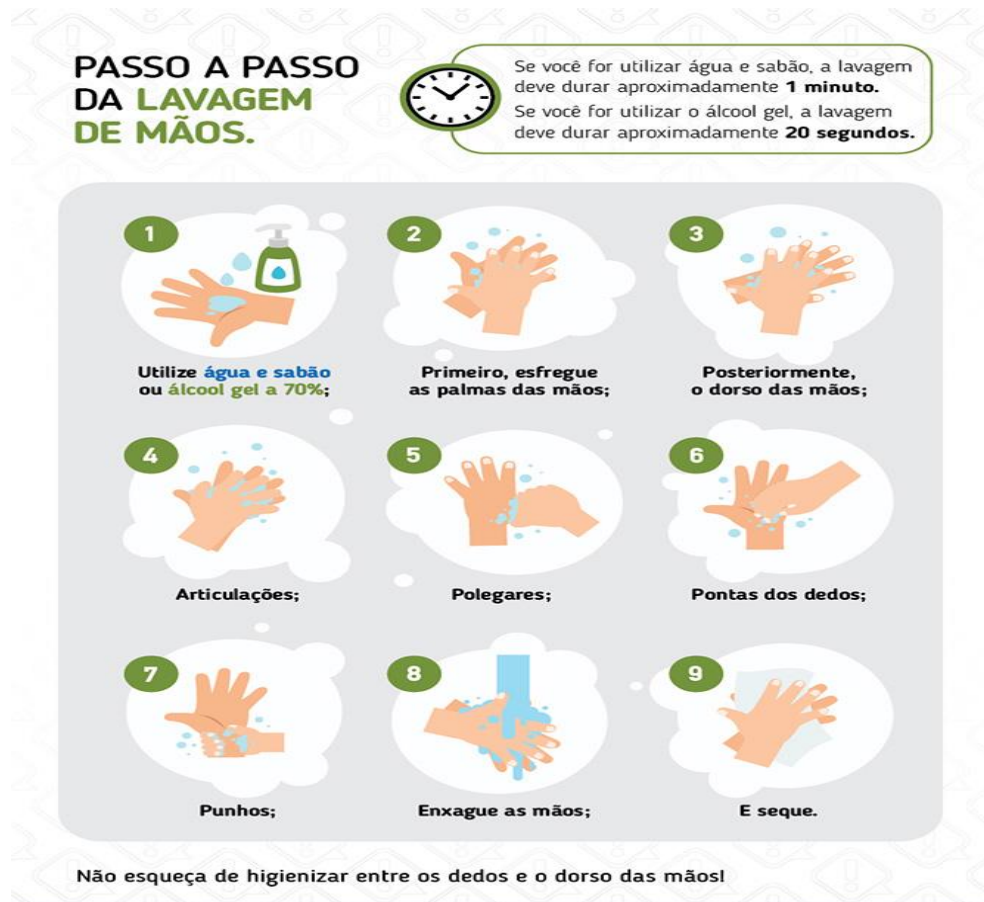 PASSO A PASSO
DA LAVAGEM
DE MÃOS.
Se você for utilizar água e sabão, a lavagem
deve durar aproximadamente 1 minuto.
Se você for utilizar o álcool gel, a lavagem
deve durar aproximadamente 20 segundos.
1
Utilize água e sabão
ou álcool gel a 70%;
2
Primeiro, esfregue
as palmas das mãos;
3
Posteriormente,
o dorso das mãos;
4
Articulações;
5
Polegares;
6
Pontas dos dedos;
7
Punhos;
8
Enxague as mãos;
9
E seque.
Não esqueça de higienizar entre os dedos e o dorso das mãos!